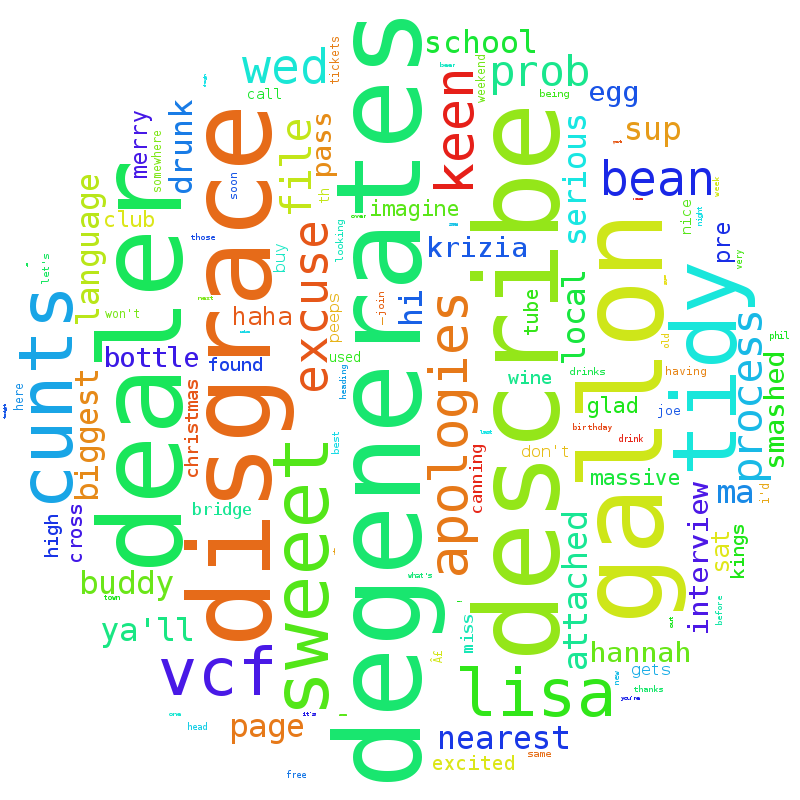 degenerates
describe
disgrace
gallon
dealer
tidy
sweet
cunts
lisa
vcf
apologies
bean
keen
excuse
wed
file
prob
process
attached
serious
language
biggest
school
krizia
ya'll
buddy
page
nearest
hannah
interview
local
smashed
drunk
bottle
sup
egg
pass
hi
ma
pre
sat
haha
imagine
club
merry
christmas
found
high
cross
bridge
canning
wine
tube
glad
massive
kings
miss
excited
don't
peeps
buy
call
tickets
somewhere
soon
those
let's
won't
here
th
looking
over
–join
used
heading
best
weekend
beer
being
nice
night
week
very
phil
old
having
joe
drinks
birthday
drink
last
i'd
before
out
gets
new
thanks
you're
same
what's
£
town
one
it's
head
free